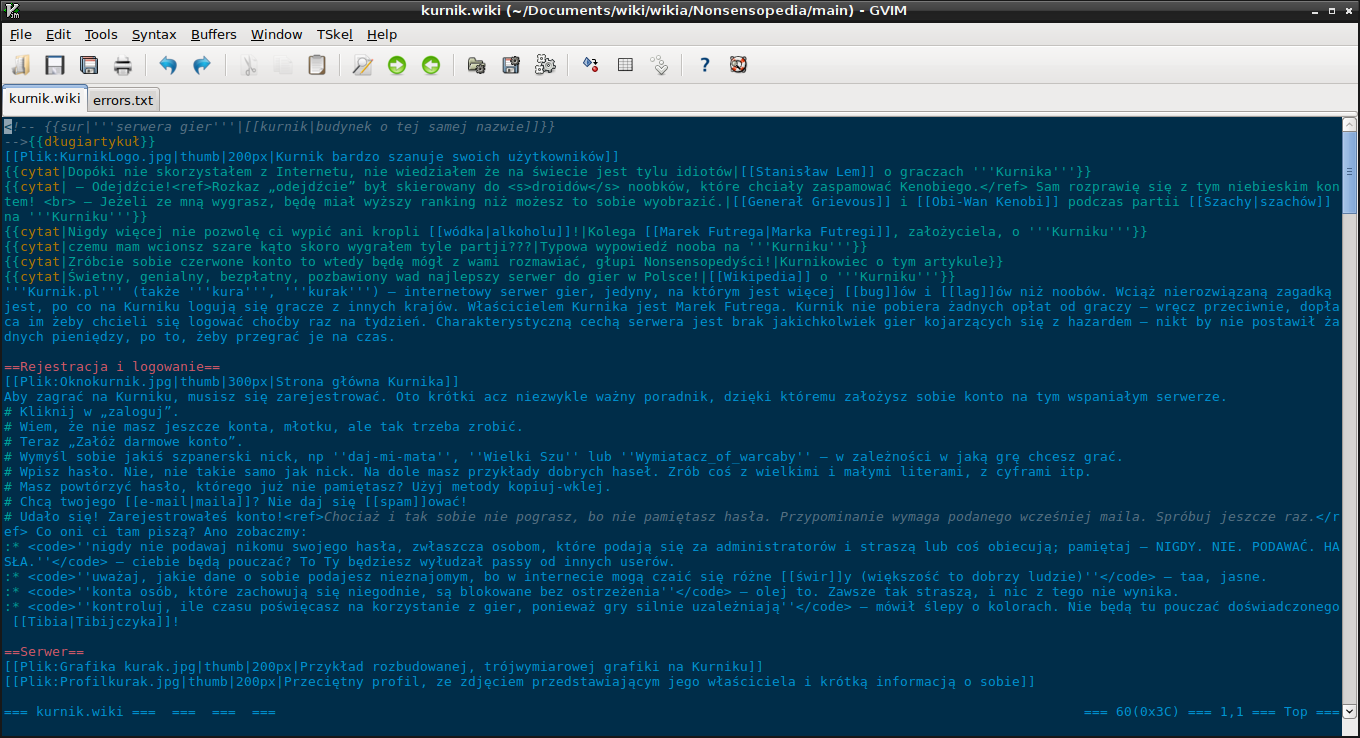 kurnik.wiki (~/Documents/wiki/wikia/Nonsensopedia/main) - GVIM
File Edit Tools Syntax Buffers Window TSkel Help
kurnik.wiki errors.txt
<!-- {{sur|'''serwera gier'''|[[kurnik|budynek o tej samej nazwie]]}}
-->{{długiartykuł}}
[[Plik:KurnikLogo.jpg|thumb|200px|Kurnik bardzo szanuje swoich użytkowników]]
{{cytat|Dopóki nie skorzystałem z Internetu, nie wiedziałem że na świecie jest tylu idiotów|[[Stanisław Lem]] o graczach '''Kurnika'''}}
{{cytat| – Odejdźcie!<ref>Rozkaz „odejdźcie” był skierowany do <s>droidów</s> noobków, które chciały zaspamować Kenobiego.</ref> Sam rozprawię się z tym niebieskim kon
tem! <br> – Jeżeli ze mną wygrasz, będę miał wyższy ranking niż możesz to sobie wyobrazić.|[[Generał Grievous]] i [[Obi-Wan Kenobi]] podczas partii [[Szachy|szachów]]
na '''Kurniku'''}}
{{cytat|Nigdy więcej nie pozwolę ci wypić ani kropli [[wódka|alkoholu]]!|Kolega [[Marek Futrega|Marka Futregi]], założyciela, o '''Kurniku'''}}
{{cytat|czemu mam wcionsz szare kąto skoro wygrałem tyle partji???|Typowa wypowiedź nooba na '''Kurniku'''}}
{{cytat|Zróbcie sobie czerwone konto to wtedy będę mógł z wami rozmawiać, głupi Nonsensopedyści!|Kurnikowiec o tym artykule}}
{{cytat|Świetny, genialny, bezpłatny, pozbawiony wad najlepszy serwer do gier w Polsce!|[[Wikipedia]] o '''Kurniku'''}}
'''Kurnik.pl''' (także '''kura''', '''kurak''') – internetowy serwer gier, jedyny, na którym jest więcej [[bug]]ów i [[lag]]ów niż noobów. Wciąż nierozwiązaną zagadką
jest, po co na Kurniku logują się gracze z innych krajów. Właścicielem Kurnika jest Marek Futrega. Kurnik nie pobiera żadnych opłat od graczy – wręcz przeciwnie, dopła
ca im żeby chcieli się logować choćby raz na tydzień. Charakterystyczną cechą serwera jest brak jakichkolwiek gier kojarzących się z hazardem – nikt by nie postawił ża
dnych pieniędzy, po to, żeby przegrać je na czas.
==Rejestracja i logowanie==
[[Plik:Oknokurnik.jpg|thumb|300px|Strona główna Kurnika]]
Aby zagrać na Kurniku, musisz się zarejestrować. Oto krótki acz niezwykle ważny poradnik, dzięki któremu założysz sobie konto na tym wspaniałym serwerze.
# Kliknij w „zaloguj”.
# Wiem, że nie masz jeszcze konta, młotku, ale tak trzeba zrobić.
# Teraz „Załóż darmowe konto”.
# Wymyśl sobie jakiś szpanerski nick, np ''daj-mi-mata'', ''Wielki Szu'' lub ''Wymiatacz_of_warcaby'' – w zależności w jaką grę chcesz grać.
# Wpisz hasło. Nie, nie takie samo jak nick. Na dole masz przykłady dobrych haseł. Zrób coś z wielkimi i małymi literami, z cyframi itp.
# Masz powtórzyć hasło, którego już nie pamiętasz? Użyj metody kopiuj-wklej.
# Chcą twojego [[e-mail|maila]]? Nie daj się [[spam]]ować!
# Udało się! Zarejestrowałeś konto!<ref>Chociaż i tak sobie nie pograsz, bo nie pamiętasz hasła. Przypominanie wymaga podanego wcześniej maila. Spróbuj jeszcze raz.</r
ef> Co oni ci tam piszą? Ano zobaczmy:
:* <code>''nigdy nie podawaj nikomu swojego hasła, zwłaszcza osobom, które podają się za administratorów i straszą lub coś obiecują; pamiętaj – NIGDY. NIE. PODAWAĆ. HA
SŁA.''</code> – ciebie będą pouczać? To Ty będziesz wyłudzał passy od innych userów.
:* <code>''uważaj, jakie dane o sobie podajesz nieznajomym, bo w internecie mogą czaić się różne [[świr]]y (większość to dobrzy ludzie)''</code> – taa, jasne.
:* <code>''konta osób, które zachowują się niegodnie, są blokowane bez ostrzeżenia''</code> – olej to. Zawsze tak straszą, i nic z tego nie wynika.
:* <code>''kontroluj, ile czasu poświęcasz na korzystanie z gier, ponieważ gry silnie uzależniają''</code> – mówił ślepy o kolorach. Nie będą tu pouczać doświadczonego
[[Tibia|Tibijczyka]]!
==Serwer==
[[Plik:Grafika kurak.jpg|thumb|200px|Przykład rozbudowanej, trójwymiarowej grafiki na Kurniku]]
[[Plik:Profilkurak.jpg|thumb|200px|Przeciętny profil, ze zdjęciem przedstawiającym jego właściciela i krótką informacją o sobie]]
=== kurnik.wiki === === === === === 60(0x3C) === 1,1 === Top ===